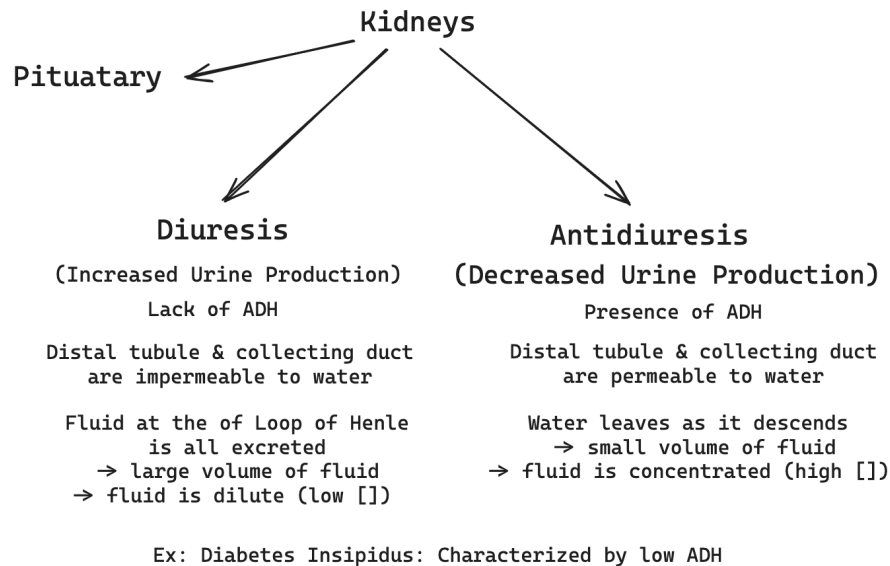 Kidneys
Pituatary
Diuresis
(Increased Urine Production)
Lack of ADH
Distal tubule & collecting duct
are impermeable to water
Fluid at the of Loop of Henle
is all excreted
→ large volume of fluid
→ fluid is dilute (low [])
Antidiuresis
(Decreased Urine Production)
Presence of ADH
Distal tubule & collecting duct
are permeable to water
Water leaves as it descends
→ small volume of fluid
→ fluid is concentrated (high [])
Ex: Diabetes Insipidus: Characterized by low ADH